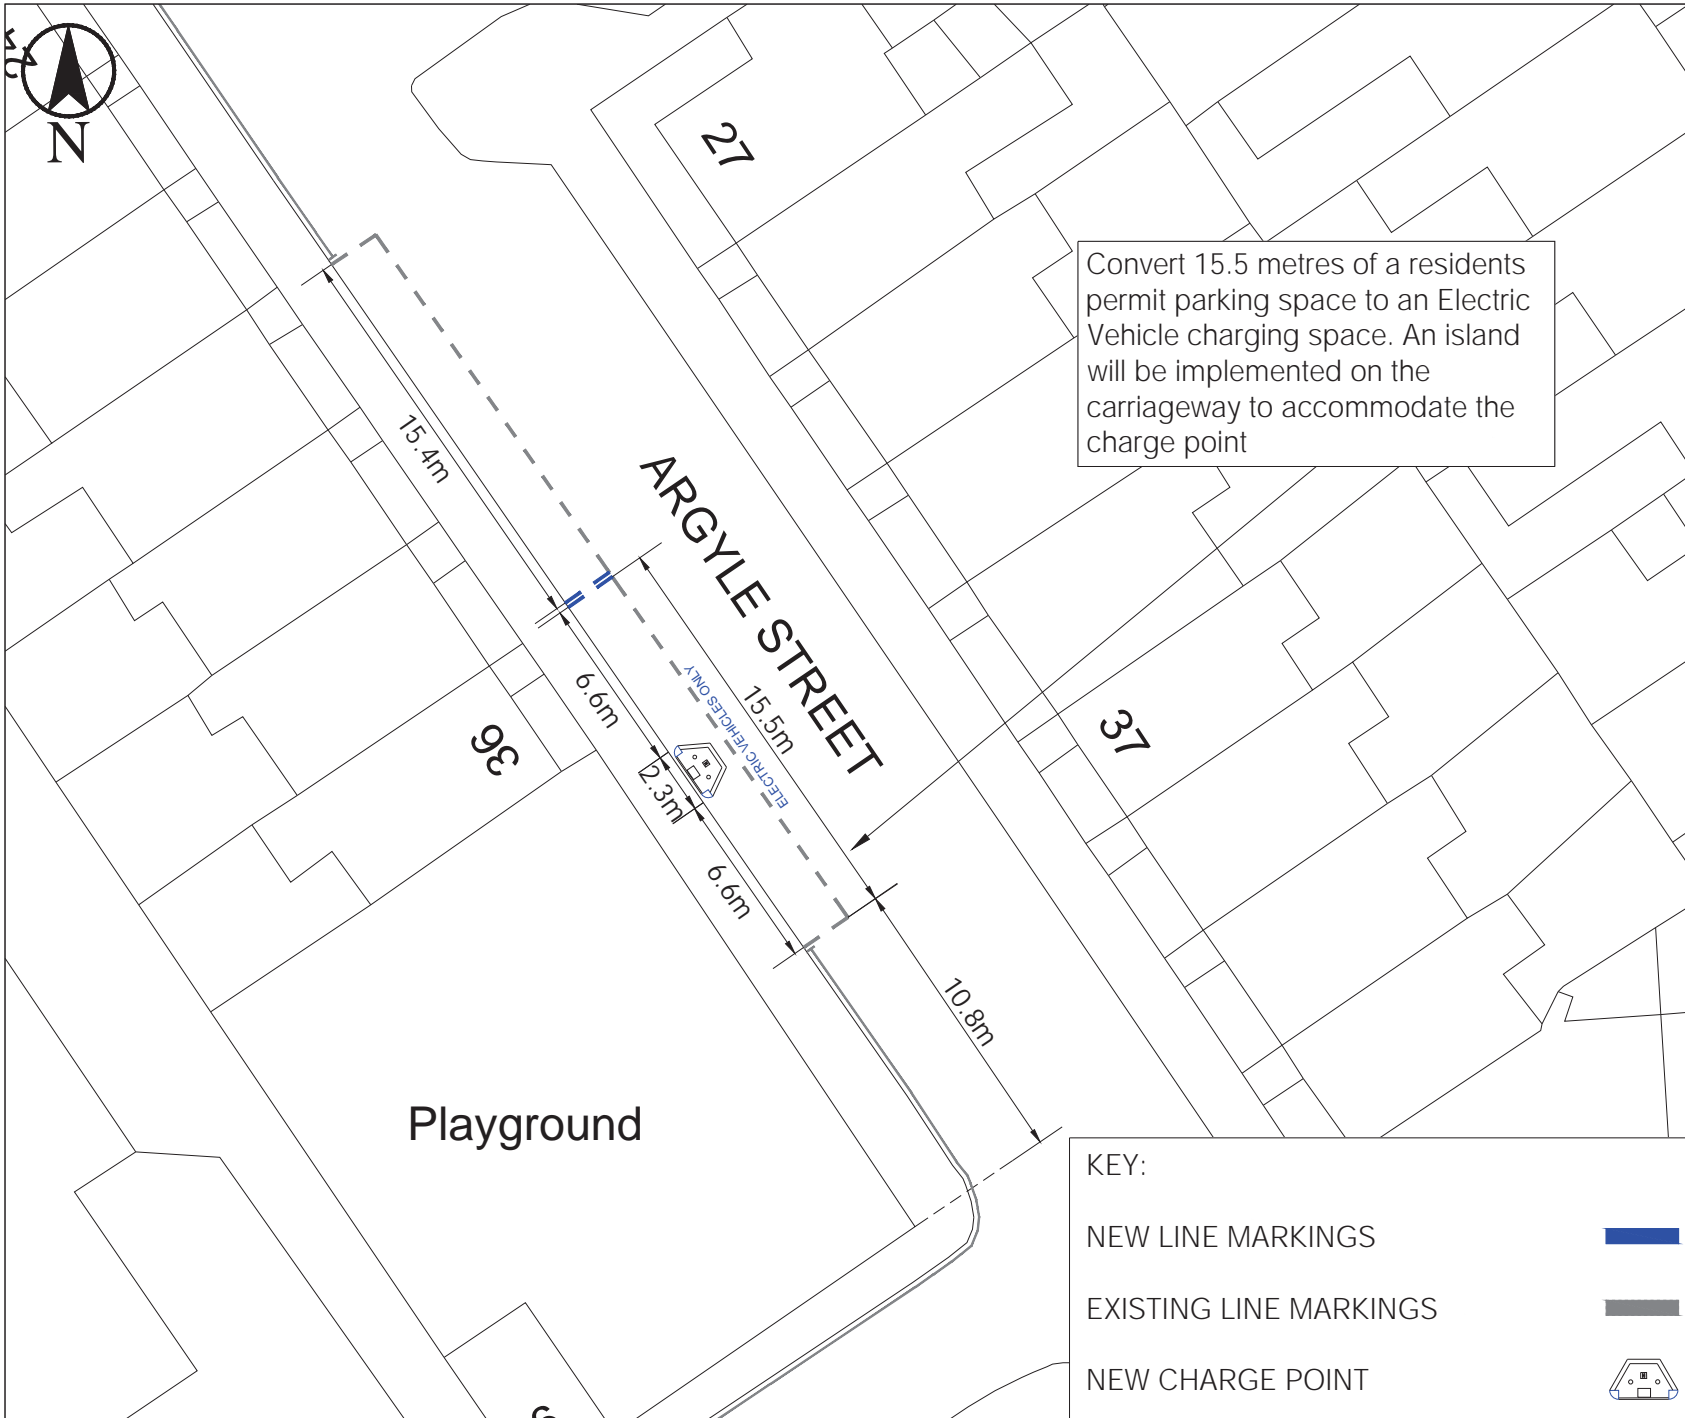 24
N
27
Convert 15.5 metres of a residents
permit parking space to an Electric
Vehicle charging space. An island
will be implemented on the
carriageway to accommodate the
charge point
15.4m
ARGYLE STREET
6.6m
15.5m
ELECTRIC VEHICLES ONLY
37
36
2.3m
6.6m
10.8m
Playground
KEY:
NEW LINE MARKINGS
EXISTING LINE MARKINGS
NEW CHARGE POINT